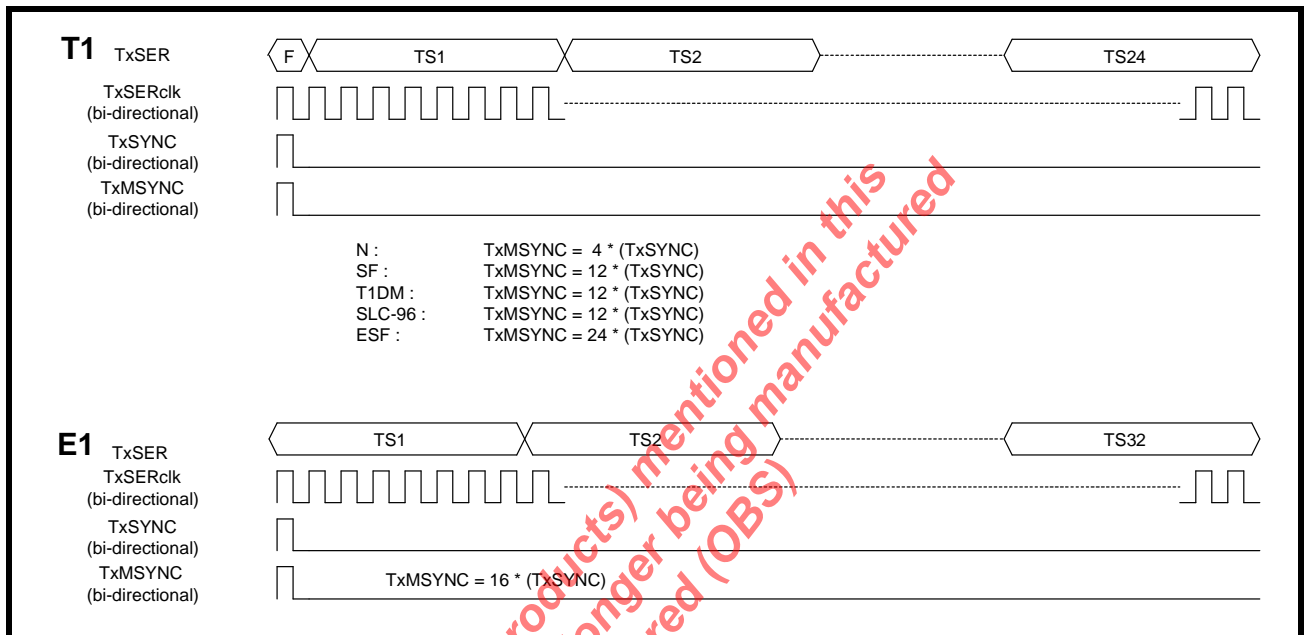 T1 TxSER F TS1 TS2 TS24
TxSERclk
(bi-directional)
TxSYNC
(bi-directional)
TxMSYNC
(bi-directional)
N : TxMSYNC = 4 * (TxSYNC)
SF : TxMSYNC = 12 * (TxSYNC)
T1DM : TxMSYNC = 12 * (TxSYNC)
SLC-96 : TxMSYNC = 12 * (TxSYNC)
ESF : TxMSYNC = 24 * (TxSYNC)
E1 TxSER TS1 TS2 TS32
TxSERclk
(bi-directional)
TxSYNC
(bi-directional)
TxMSYNC
(bi-directional)
TxMSYNC = 16 * (TxSYNC)
roducts) mentioned in this
onger being manufactured
red (OBS)